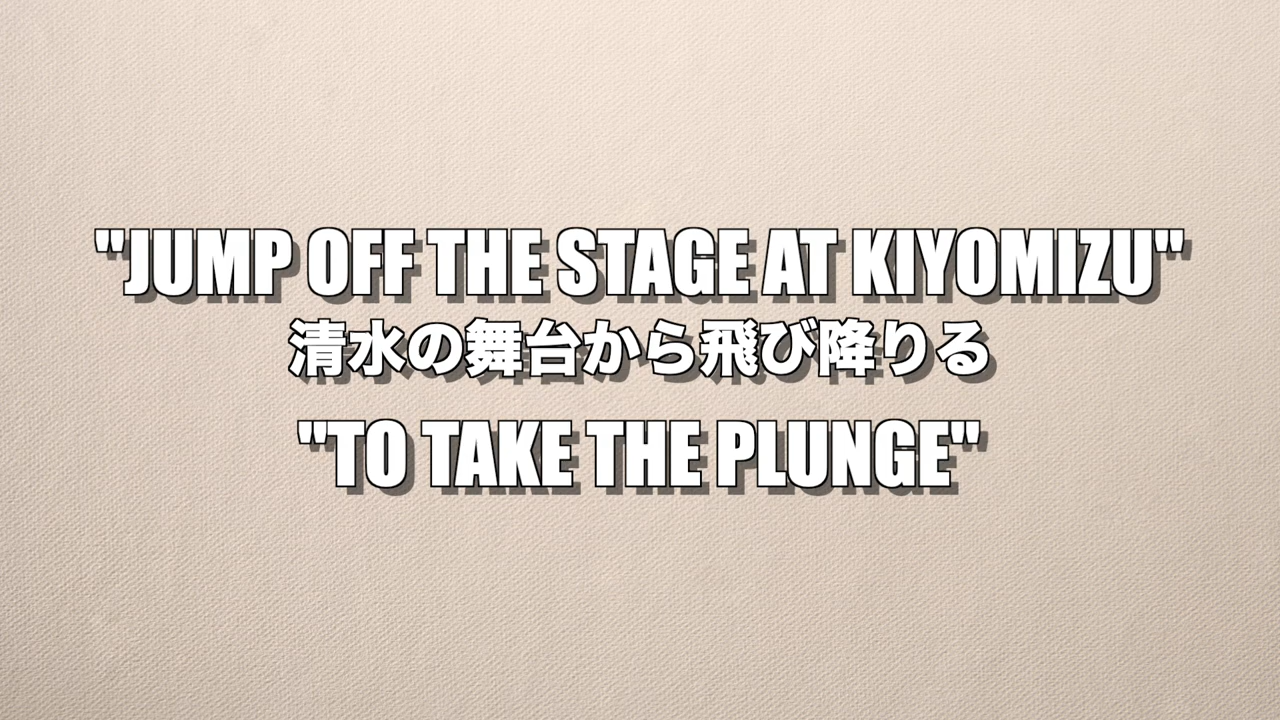 "JUMP OFF THE STAGE AT KIYOMIZU"
清水の舞台から飛び降りる
"TO TAKE THE PLUNGE"